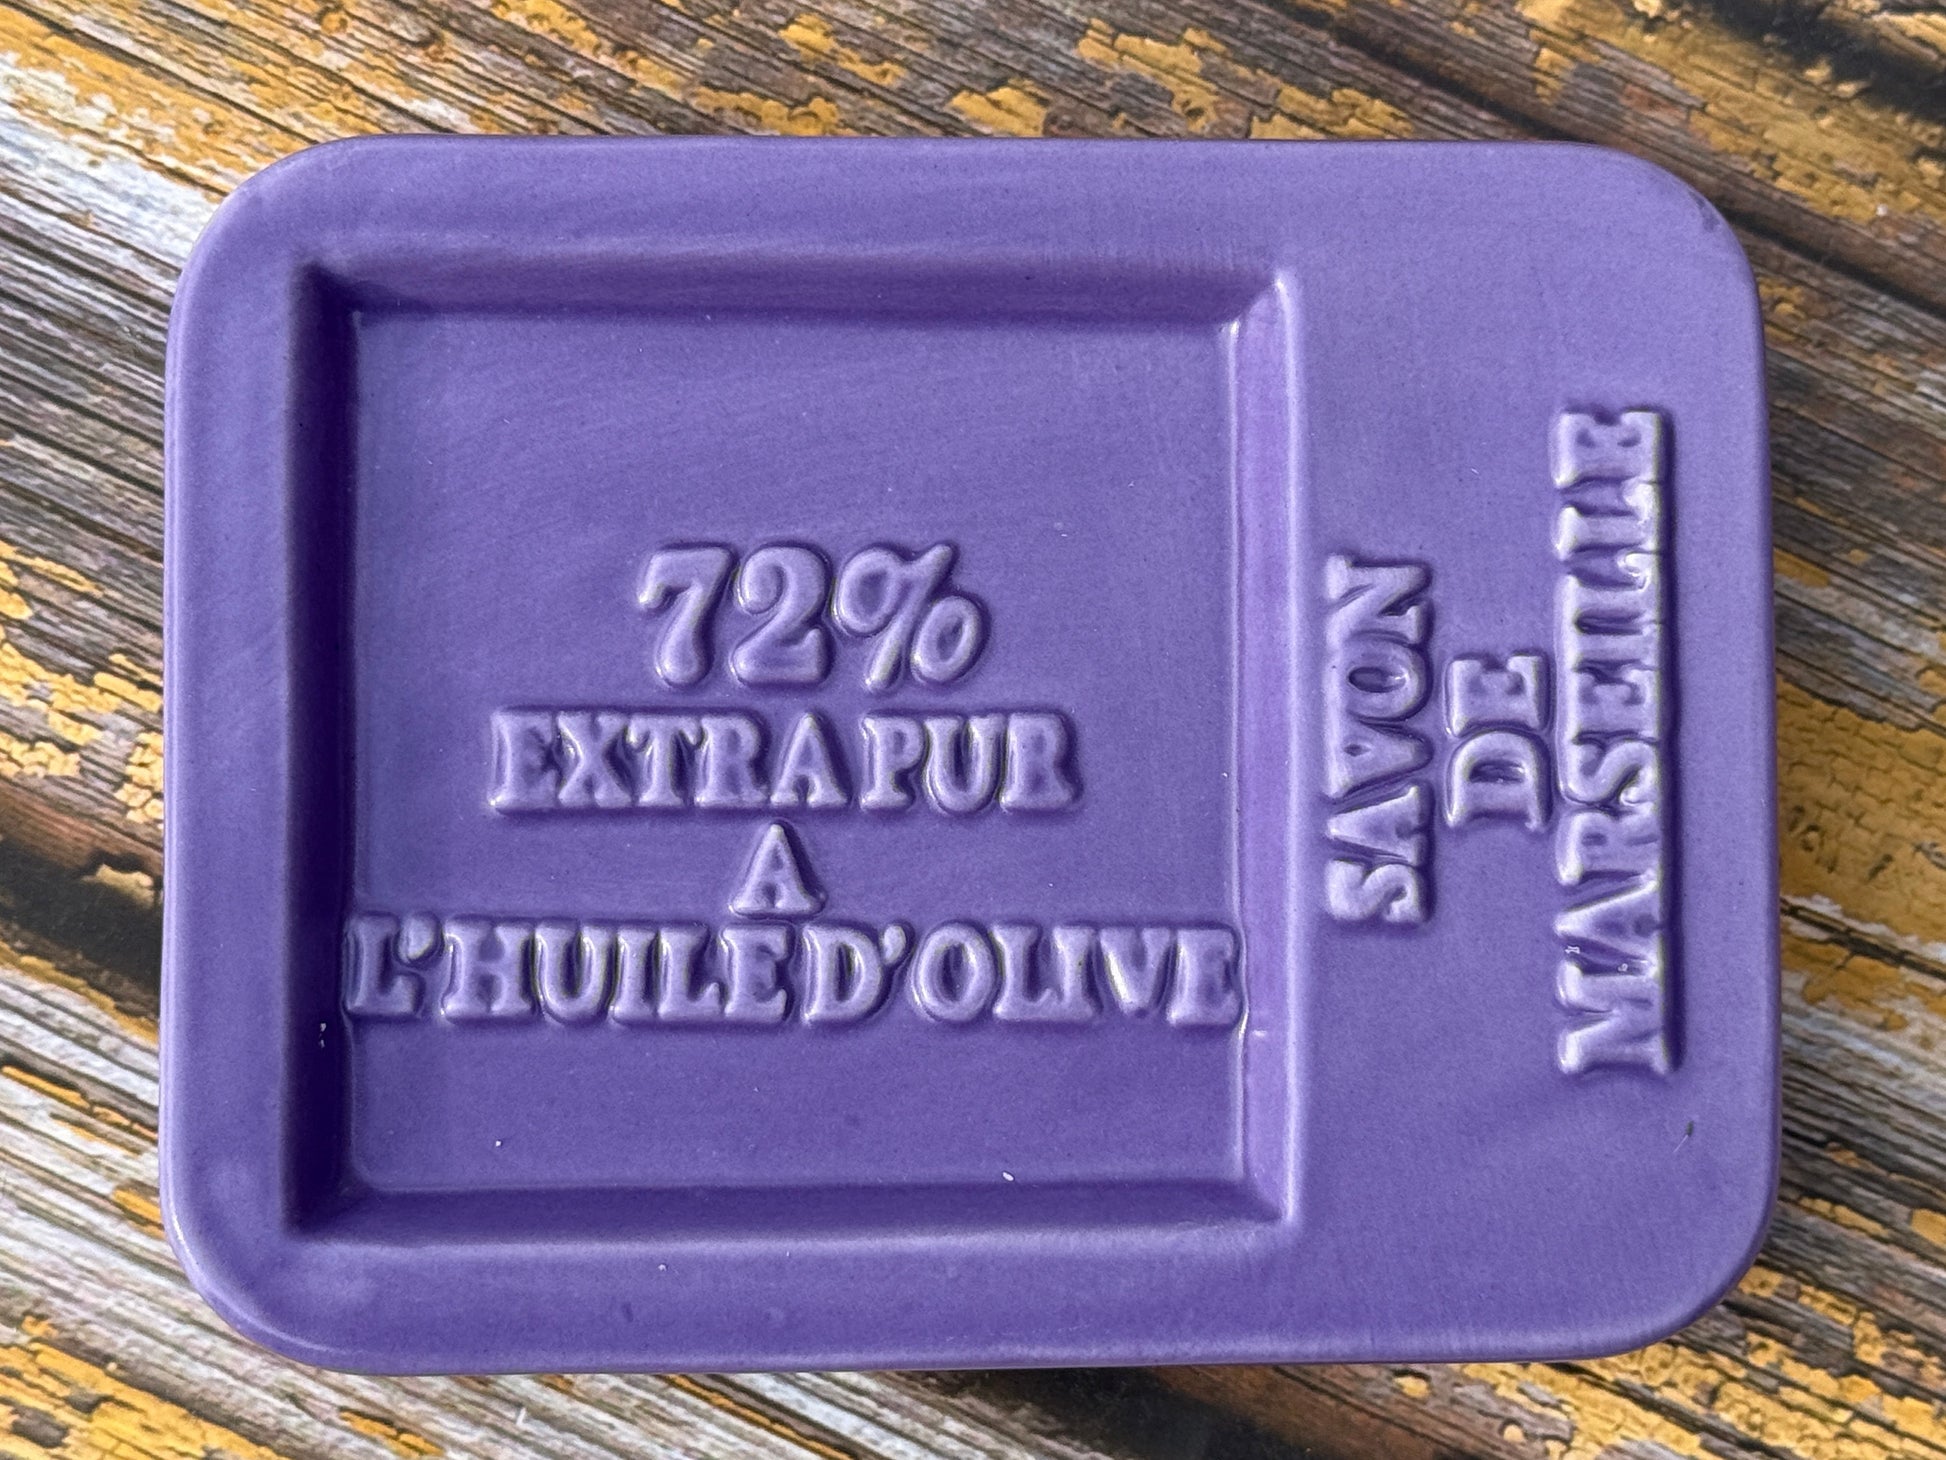 72%
EXTRA PUR
A
L'HUILE D'OLIVE
SAVON
DE
MARSEILLE